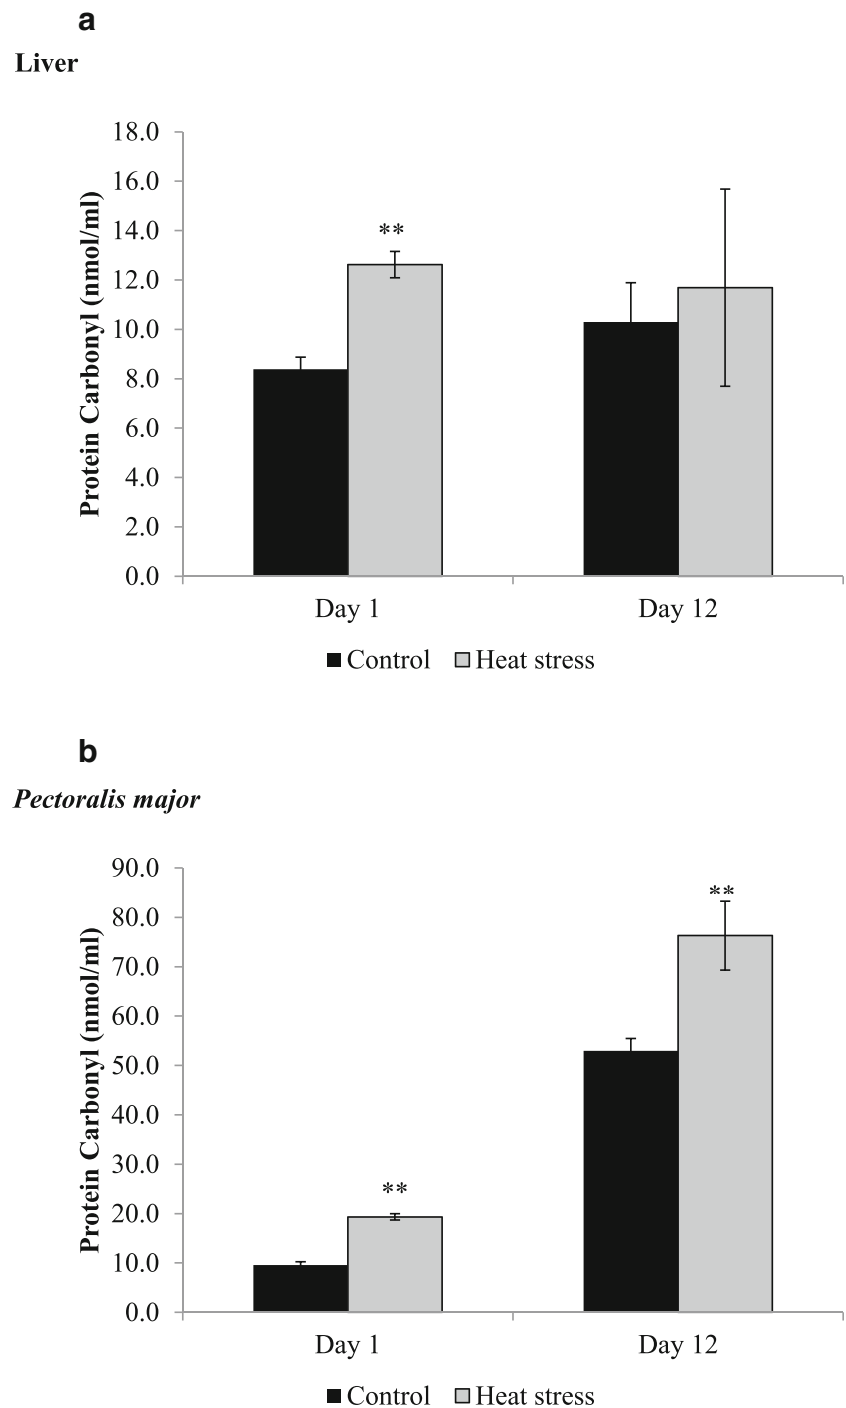 a
Liver
Protein Carbonyl (nmol/ml)
18.0
16.0
14.0
12.0
10.0
8.0
6.0
4.0
2.0
0.0
**
Day 1
Day 12
Control
Heat stress
b
Pectoralis major
Protein Carbonyl (nmol/ml)
90.0
80.0
70.0
60.0
50.0
40.0
30.0
20.0
10.0
0.0
**
**
Day 1
Day 12
Control
Heat stress